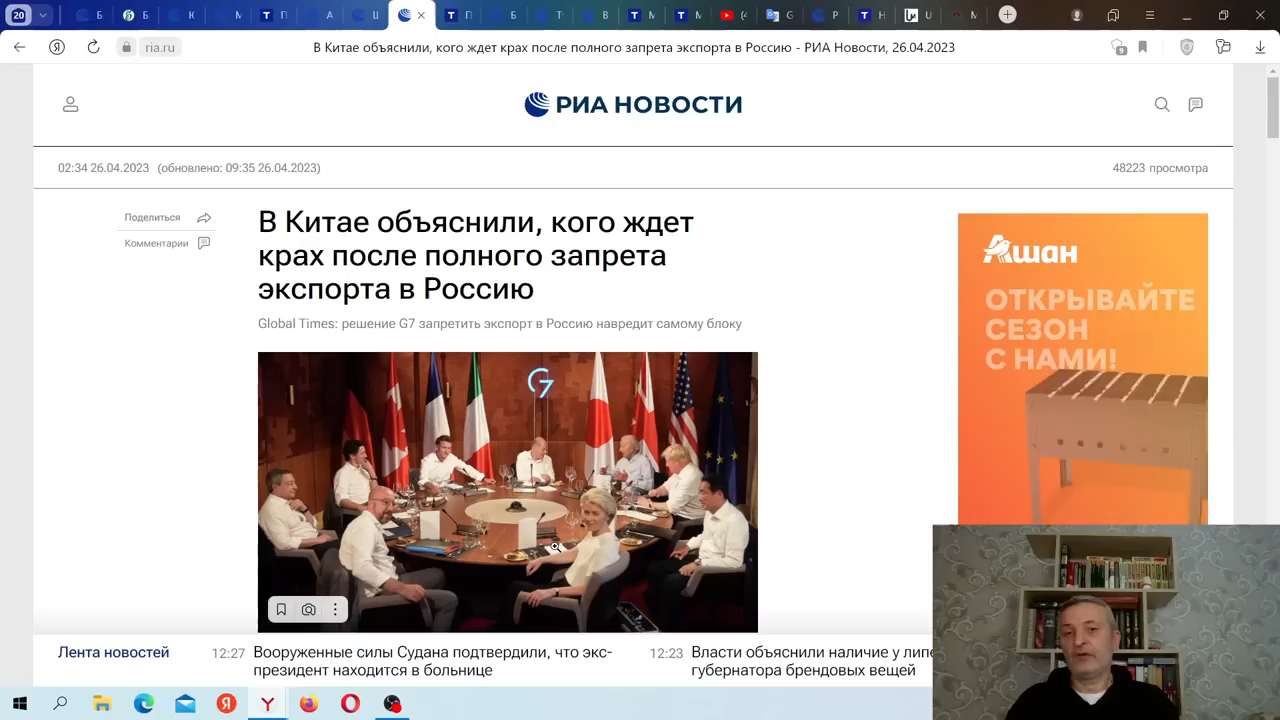 20
ria.ru
В Китае объяснили, кого ждет крах после полного запрета экспорта в Россию - РИА Новости, 26.04.2023
9
РИА НОВОСТИ
02:34 26.04.2023 (обновлено: 09:35 26.04.2023)
48223 просмотра
Поделиться
Комментарии
В Китае объяснили, кого ждет
крах после полного запрета
экспорта в Россию
Global Times: решение G7 запретить экспорт в Россию навредит самому блоку
G7
Ашан
ОТКРЫВАЙТЕ
СЕЗОН
С НАМИ!
Лента новостей
12:27
Вооруженные силы Судана подтвердили, что экс-
президент находится в больнице
12:23
Власти объяснили наличие у
губернатора брендовых вещей